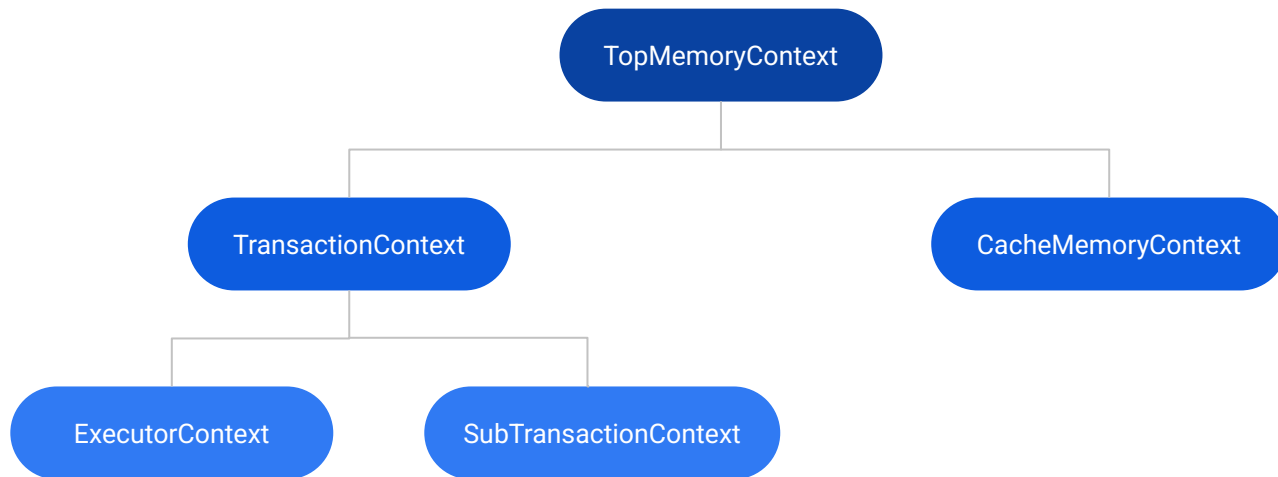 TopMemoryContext
TransactionContext
CacheMemoryContext
ExecutorContext
SubTransactionContext